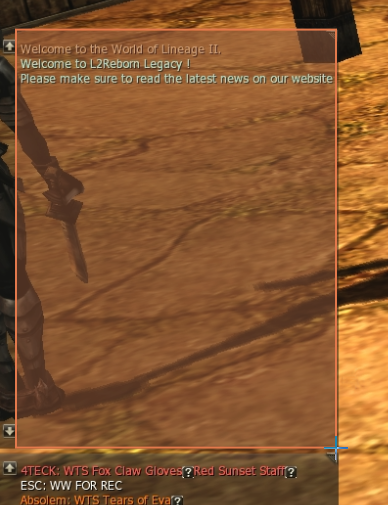 Welcome to the World of Lineage II.
Welcome to L2Reborn Legacy !
Please make sure to read the latest news on our website
4TECK: WTS Fox Claw Gloves?Red Sunset Staff?
ESC: WW FOR REC
Absolem: WTS Tears of Eva?